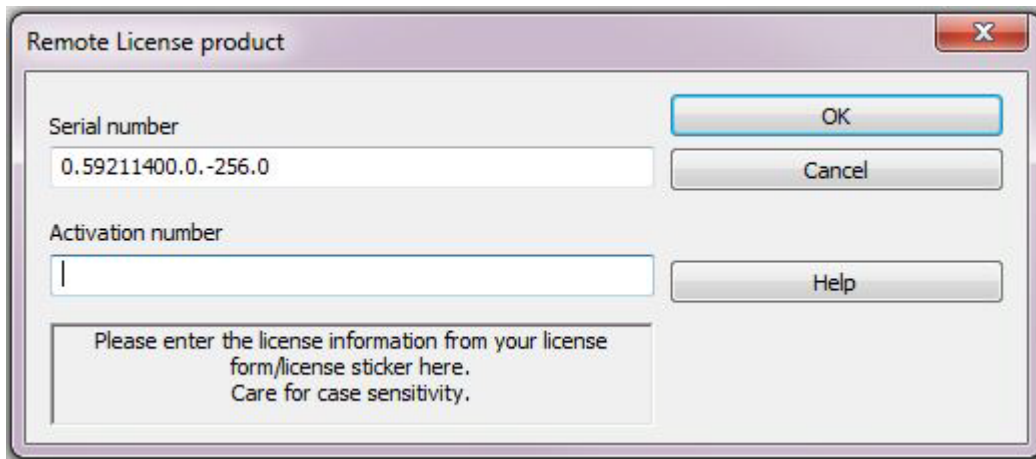 Remote License product
Serial number
OK
0.59211400.0.-256.0
Cancel
Activation number
Help
Please enter the license information from your license
form/license sticker here.
Care for case sensitivity.